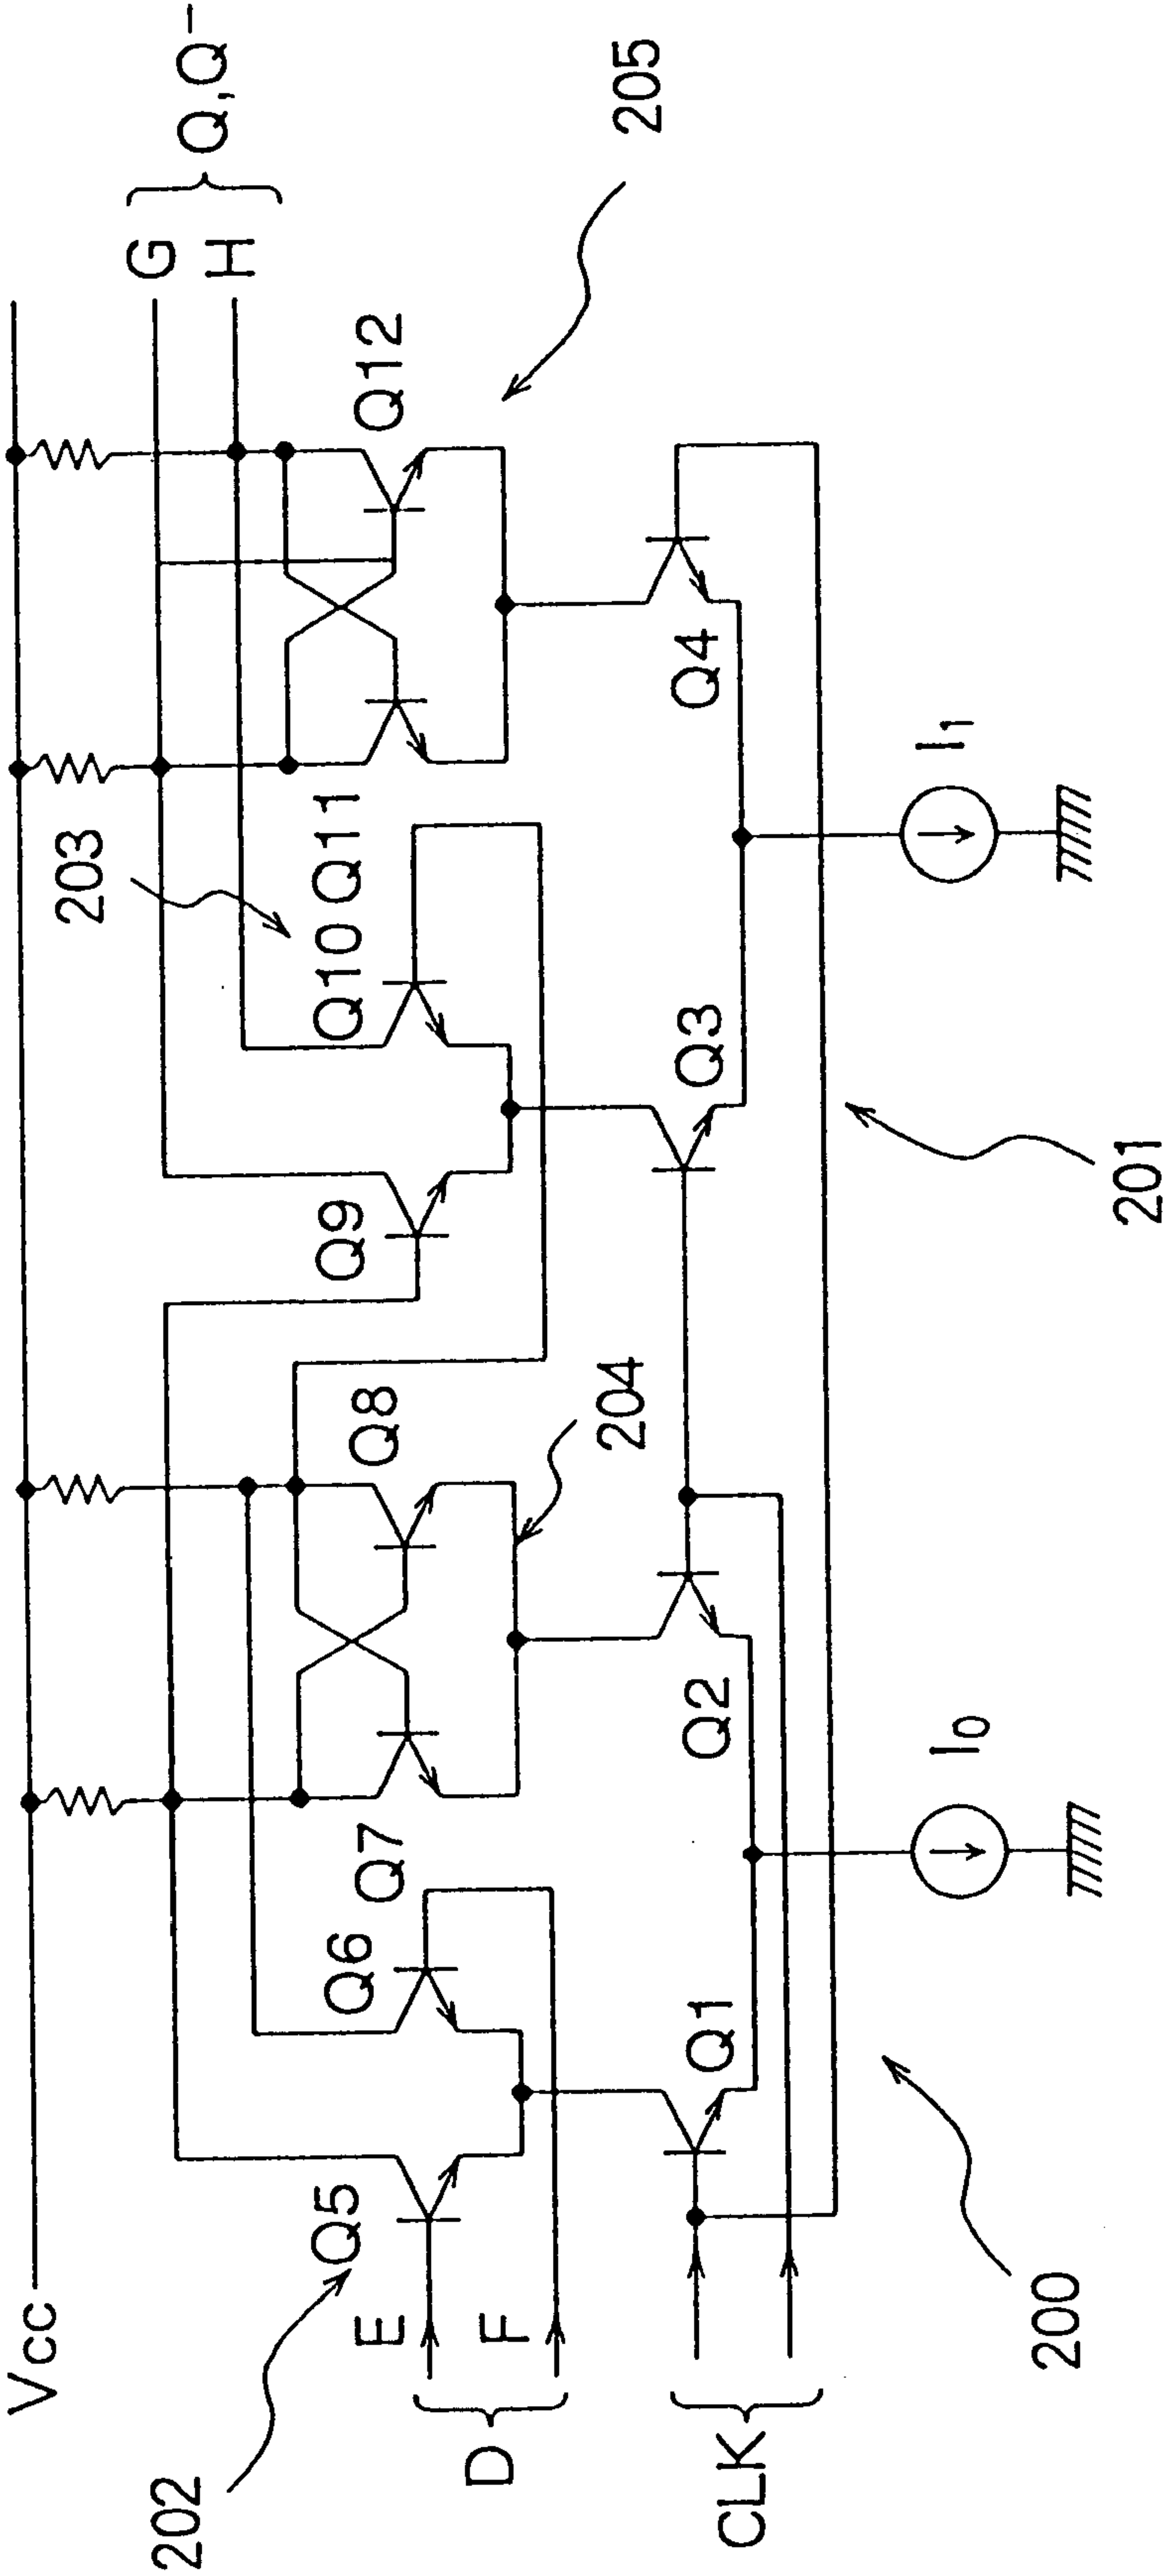 Vcc
G
H
Q, Q⁻
205
203
Q12
Q10 Q11
Q9
Q8
204
Q7
Q6
Q5
202
E
F
D
Q4
Q3
Q2
Q1
CLK
I1
I0
201
200